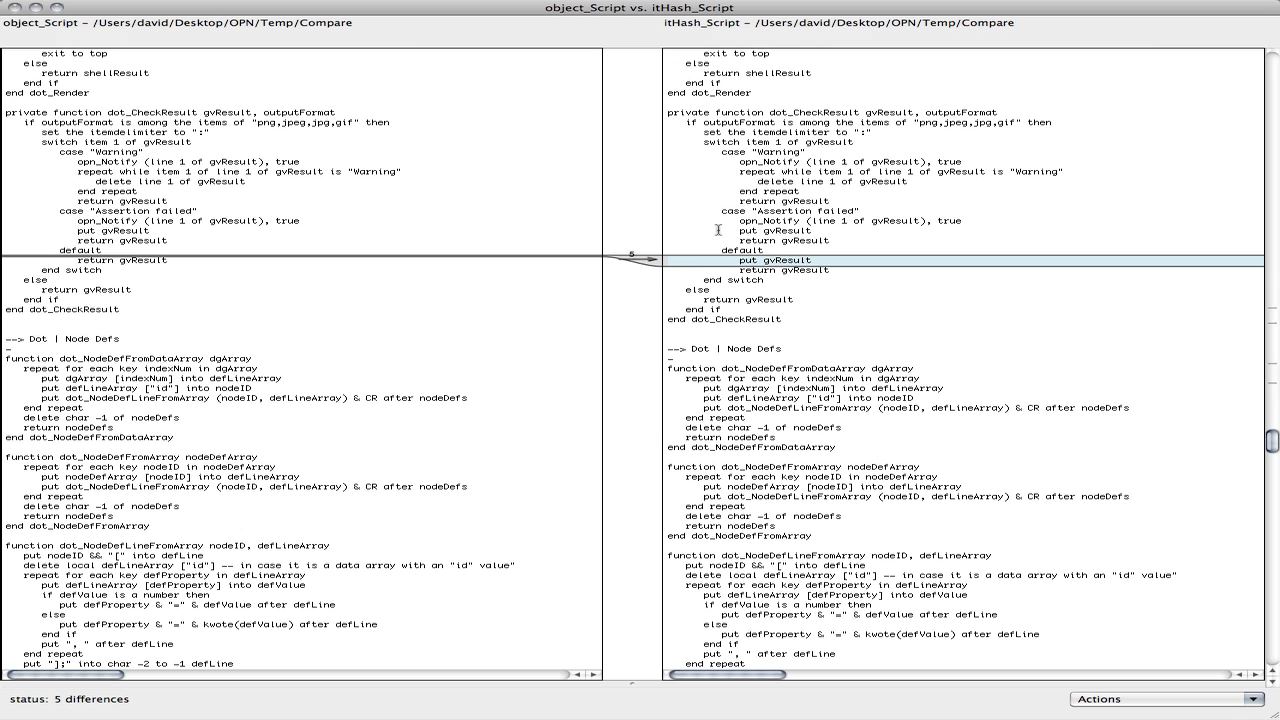 object_Script vs. itHash_Script
object_Script - /Users/david/Desktop/OPN/Temp/Compare
exit to top
else
return shellResult
end if
end dot_Render
private function dot_CheckResult gvResult, outputFormat
if outputFormat is among the items of "png,jpeg,jpg,gif" then
set the itemdelimiter to ":"
switch item 1 of gvResult
case "Warning"
opn_Notify (line 1 of gvResult), true
repeat while item 1 of line 1 of gvResult is "Warning"
delete line 1 of gvResult
end repeat
return gvResult
case "Assertion failed"
opn_Notify (line 1 of gvResult), true
put gvResult
return gvResult
default
return gvResult
end switch
else
return gvResult
end if
end dot_CheckResult
--> Dot | Node Defs
-
function dot_NodeDefFromDataArray dgArray
repeat for each key indexNum in dgArray
put dgArray [indexNum] into defLineArray
put defLineArray ["id"] into nodeID
put dot_NodeDefLineFromArray (nodeID, defLineArray) & CR after nodeDefs
end repeat
delete char -1 of nodeDefs
return nodeDefs
end dot_NodeDefFromDataArray
function dot_NodeDefFromArray nodeDefArray
repeat for each key nodeID in nodeDefArray
put nodeDefArray [nodeID] into defLineArray
put dot_NodeDefLineFromArray (nodeID, defLineArray) & CR after nodeDefs
end repeat
delete char -1 of nodeDefs
return nodeDefs
end dot_NodeDefFromArray
function dot_NodeDefLineFromArray nodeID, defLineArray
put nodeID && "[" into defLine
delete local defLineArray ["id"] -- in case it is a data array with an "id" value"
repeat for each key defProperty in defLineArray
put defLineArray [defProperty] into defValue
if defValue is a number then
put defProperty & "=" & defValue after defLine
else
put defProperty & "=" & kwote(defValue) after defLine
end if
put ", " after defLine
end repeat
put "];" into char -2 to -1 defLine
5
itHash_Script - /Users/david/Desktop/OPN/Temp/Compare
exit to top
else
return shellResult
end if
end dot_Render
private function dot_CheckResult gvResult, outputFormat
if outputFormat is among the items of "png,jpeg,jpg,gif" then
set the itemdelimiter to ":"
switch item 1 of gvResult
case "Warning"
opn_Notify (line 1 of gvResult), true
repeat while item 1 of line 1 of gvResult is "Warning"
delete line 1 of gvResult
end repeat
return gvResult
case "Assertion failed"
opn_Notify (line 1 of gvResult), true
put gvResult
return gvResult
default
put gvResult
return gvResult
end switch
else
return gvResult
end if
end dot_CheckResult
--> Dot | Node Defs
-
function dot_NodeDefFromDataArray dgArray
repeat for each key indexNum in dgArray
put dgArray [indexNum] into defLineArray
put defLineArray ["id"] into nodeID
put dot_NodeDefLineFromArray (nodeID, defLineArray) & CR after nodeDefs
end repeat
delete char -1 of nodeDefs
return nodeDefs
end dot_NodeDefFromDataArray
function dot_NodeDefFromArray nodeDefArray
repeat for each key nodeID in nodeDefArray
put nodeDefArray [nodeID] into defLineArray
put dot_NodeDefLineFromArray (nodeID, defLineArray) & CR after nodeDefs
end repeat
delete char -1 of nodeDefs
return nodeDefs
end dot_NodeDefFromArray
function dot_NodeDefLineFromArray nodeID, defLineArray
put nodeID && "[" into defLine
delete local defLineArray ["id"] -- in case it is a data array with an "id" value"
repeat for each key defProperty in defLineArray
put defLineArray [defProperty] into defValue
if defValue is a number then
put defProperty & "=" & defValue after defLine
else
put defProperty & "=" & kwote(defValue) after defLine
end if
put ", " after defLine
end repeat
status: 5 differences
Actions